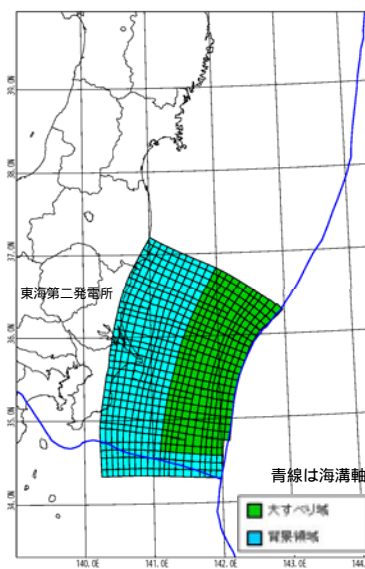 39.0N
38.0N
37.0N
東海第二発電所
36.0N
35.0N
青線は海溝軸
34.0N
大すべり域
背景領域
140.0E
141.0E
142.0E
143.0E
144.